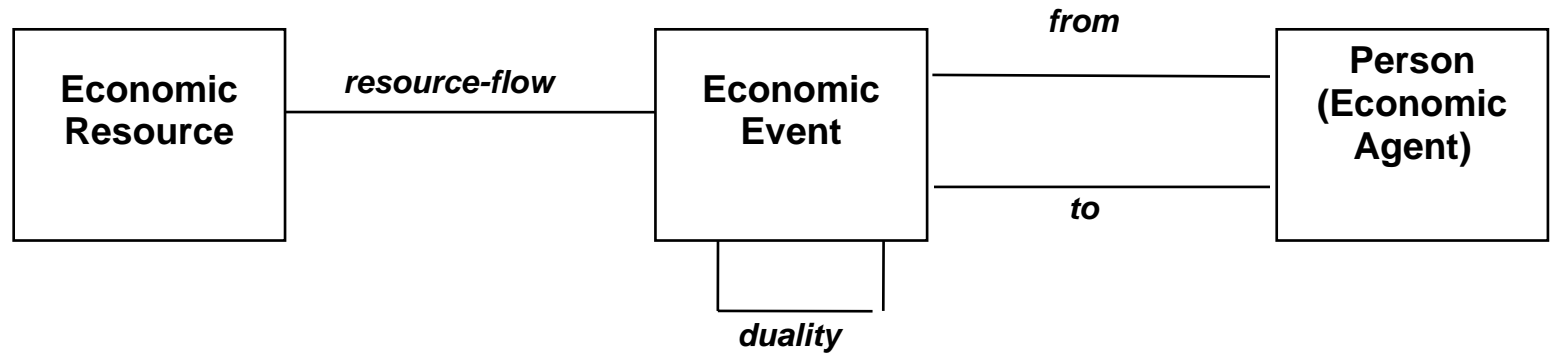 from
Economic
Resource
resource-flow
Economic
Event
Person
(Economic
Agent)
to
duality